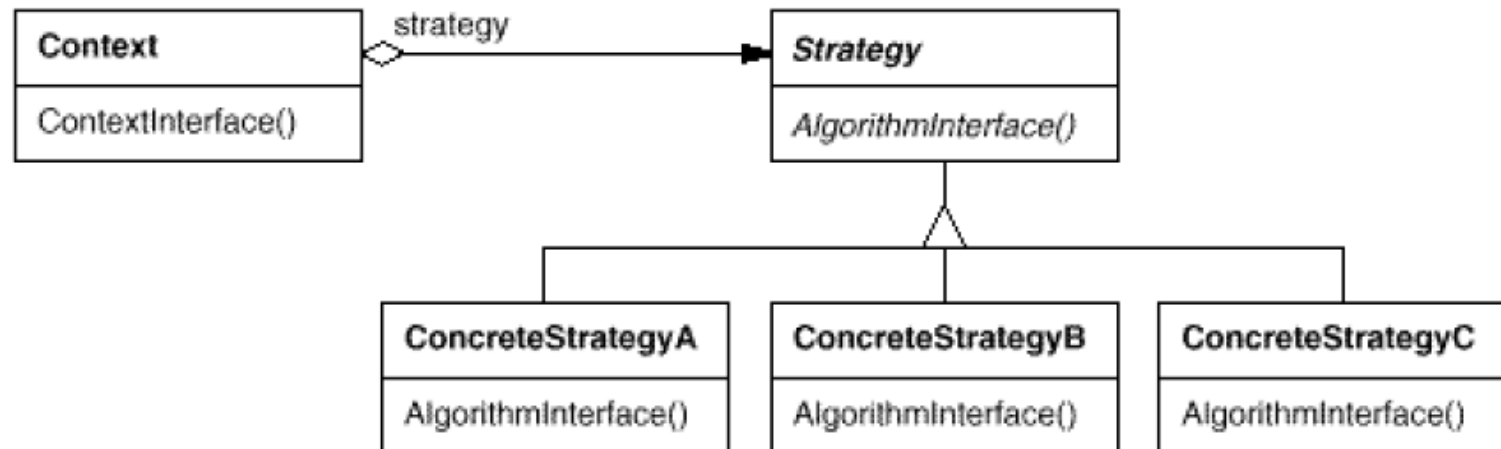 Context
ContextInterface()
strategy
Strategy
AlgorithmInterface()
ConcreteStrategyA
AlgorithmInterface()
ConcreteStrategyB
AlgorithmInterface()
ConcreteStrategyC
AlgorithmInterface()